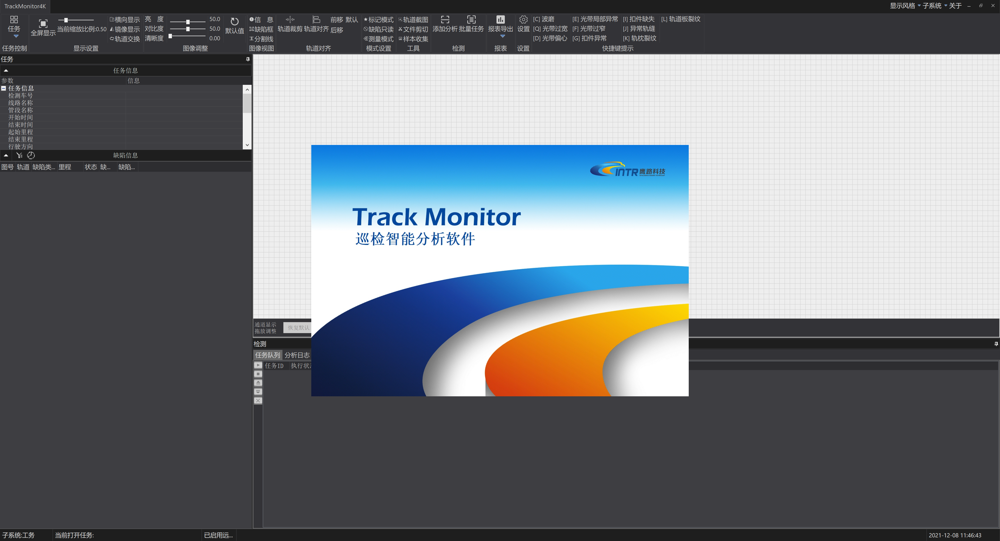 TrackMonitor4K
显示风格 子系统 关于
任务
全屏显示
当前缩放比例:0.50
横向显示
镜像显示
轨道交换
亮 度 50.0
对比度 50.0
清晰度 0.00
默认值
信 息
缺陷框
分割线
轨道裁剪 轨道对齐
前移 默认
后移
标记模式
缺陷只读
测量模式
轨道截图
文件剪切
样本收集
添加分析 批量任务
报表导出
设置
[C] 波磨 [E] 光带局部异常 [I] 扣件缺失 [L] 轨道板裂纹
[Q] 光带过宽 [F] 光带过窄 [J] 异常轨缝
[D] 光带偏心 [G] 扣件异常 [K] 轨枕裂纹
任务控制 显示设置 图像调整 图像视图 轨道对齐 模式设置 工具 检测 报表 设置 快捷键提示
任务
任务信息
参数 信息
任务信息
检测车号
线路名称
管段名称
开始时间
结束时间
起始里程
结束里程
行驶方向
缺陷信息
图号 轨道 缺陷类... 里程 状态 缺... 缺陷...
INTR 鹰路科技
Track Monitor
巡检智能分析软件
通道显示
拖放调整
恢复默认
检测
任务队列 分析日志
任务ID 执行状
子系统:工务 当前打开任务: 已启用远... 2021-12-08 11:46:43